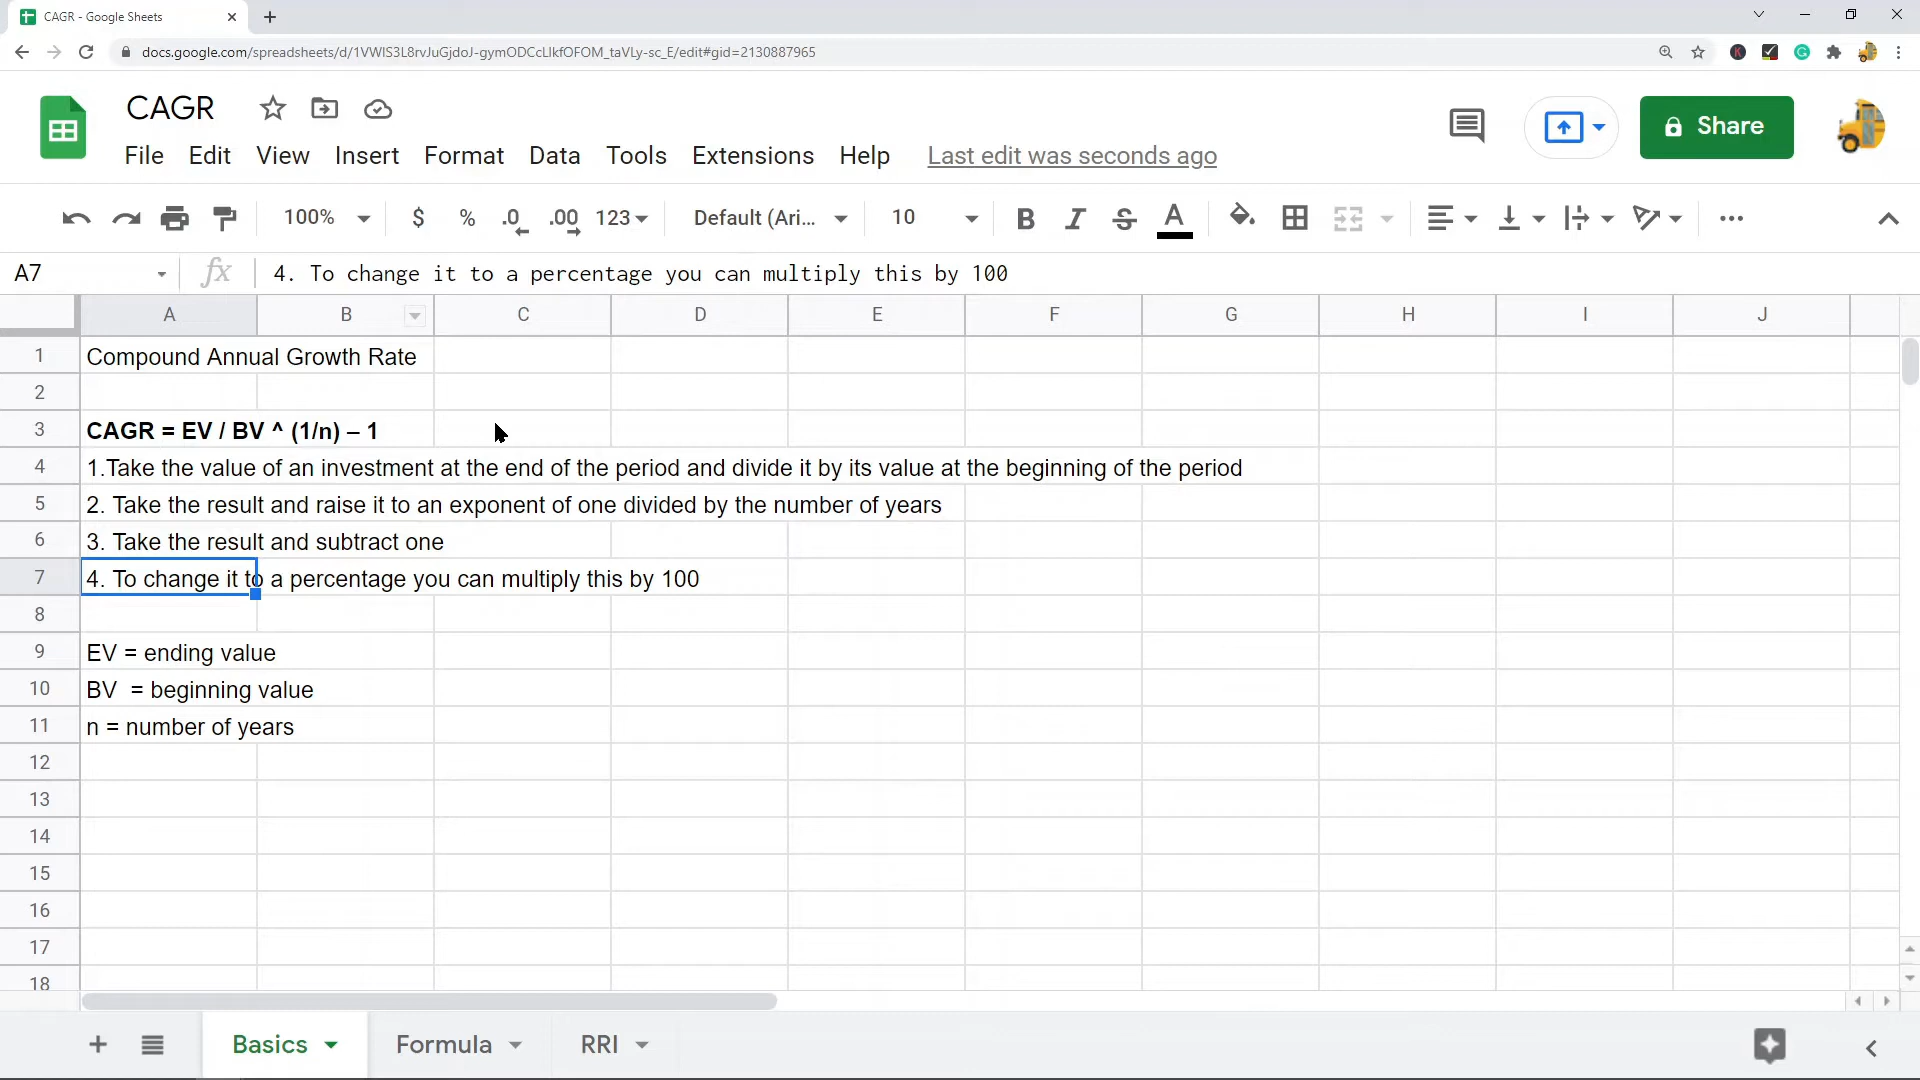 CAGR - Google Sheets
docs.google.com/spreadsheets/d/1VWIS3L8rvJuGjdoJ-gymODCcLlkfOFOM_taVLy-sc_E/edit#gid=2130887965
CAGR
Share
File Edit View Insert Format Data Tools Extensions Help Last edit was seconds ago
100% $ % .0 .00 123 Default (Ari... 10 B I S A
A7 fx 4. To change it to a percentage you can multiply this by 100
A B C D E F G H I J
1 Compound Annual Growth Rate
2
3 CAGR = EV / BV ^ (1/n) – 1
4 1.Take the value of an investment at the end of the period and divide it by its value at the beginning of the period
5 2. Take the result and raise it to an exponent of one divided by the number of years
6 3. Take the result and subtract one
7 4. To change it to a percentage you can multiply this by 100
8
9 EV = ending value
10 BV  = beginning value
11 n = number of years
12
13
14
15
16
17
18
Basics Formula RRI